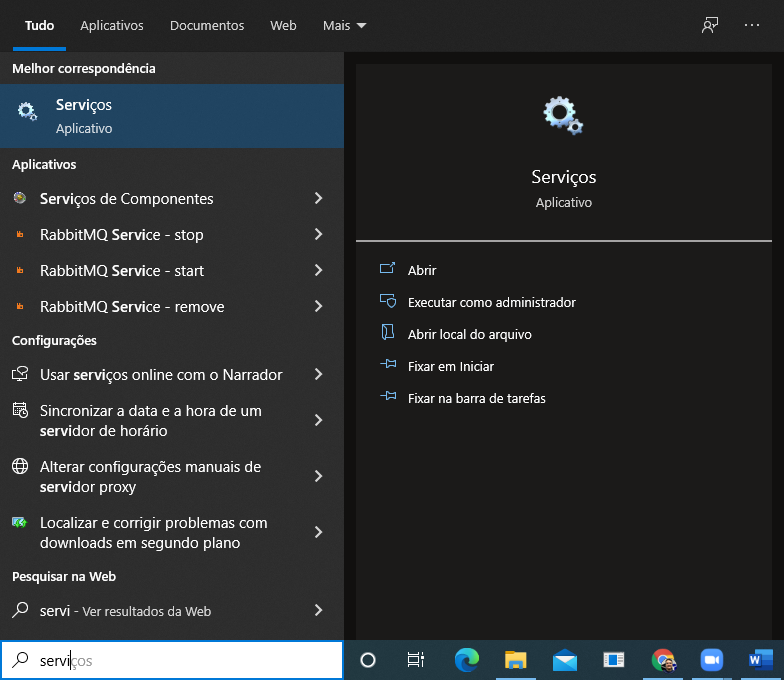 Tudo Aplicativos Documentos Web Mais
Melhor correspondência
Serviços
Aplicativo
Aplicativos
Serviços de Componentes
RabbitMQ Service - stop
RabbitMQ Service - start
RabbitMQ Service - remove
Configurações
Usar serviços online com o Narrador
Sincronizar a data e a hora de um
servidor de horário
Alterar configurações manuais de
servidor proxy
Localizar e corrigir problemas com
downloads em segundo plano
Pesquisar na Web
servi - Ver resultados da Web
serviços
Serviços
Aplicativo
Abrir
Executar como administrador
Abrir local do arquivo
Fixar em Iniciar
Fixar na barra de tarefas
W